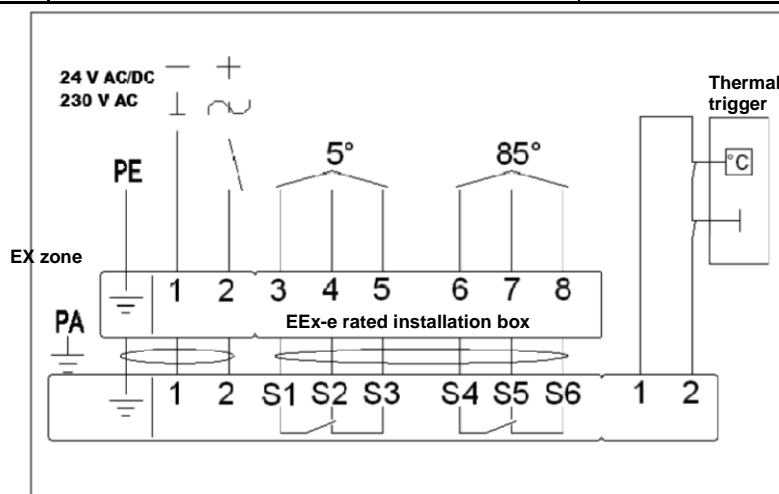 24 V AC/DC — +
230 V AC
Thermal
trigger
5° 85°
°C
PE
EX zone
1 2 3 4 5 6 7 8
EEx-e rated installation box
PA
1 2 S1 S2 S3 S4 S5 S6 1 2